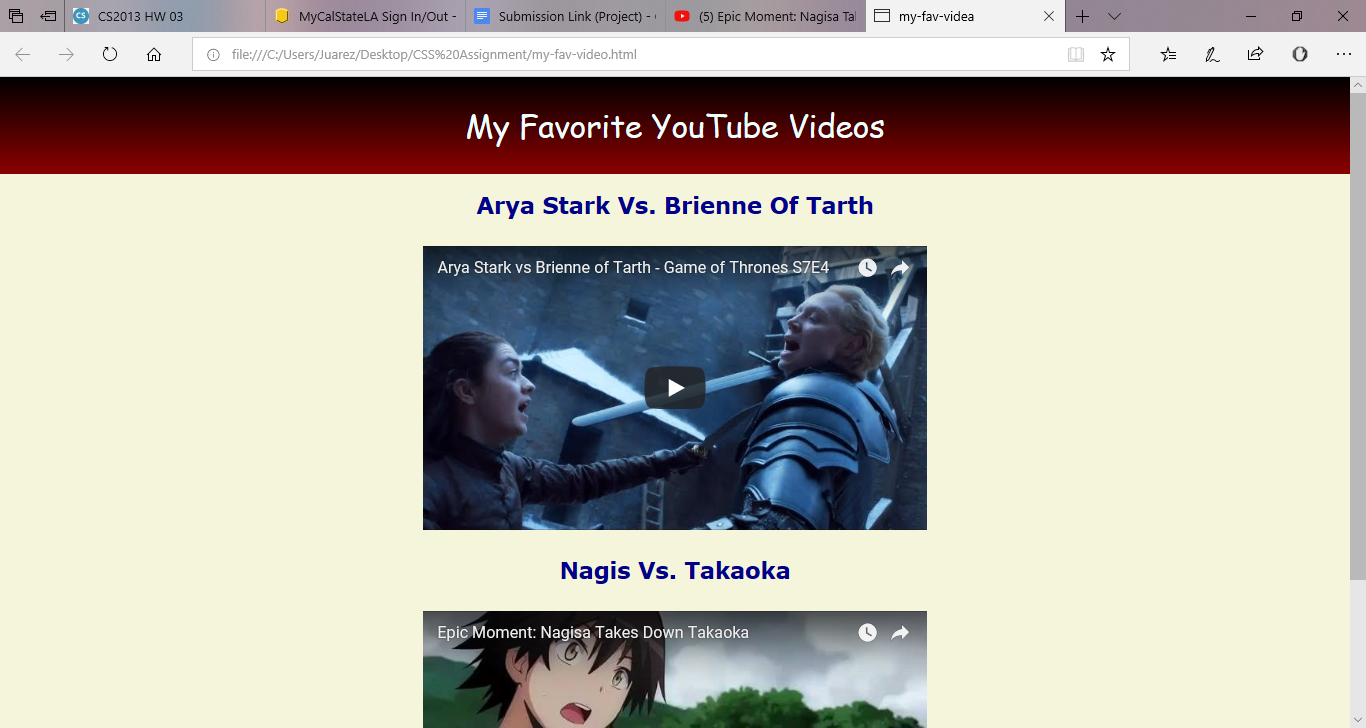 CS2013 HW 03
MyCalStateLA Sign In/Out -
Submission Link (Project) -
(5) Epic Moment: Nagisa Ta
my-fav-videa
file:///C:/Users/Juarez/Desktop/CSS%20Assignment/my-fav-video.html
My Favorite YouTube Videos
Arya Stark Vs. Brienne Of Tarth
Arya Stark vs Brienne of Tarth - Game of Thrones S7E4
Nagis Vs. Takaoka
Epic Moment: Nagisa Takes Down Takaoka